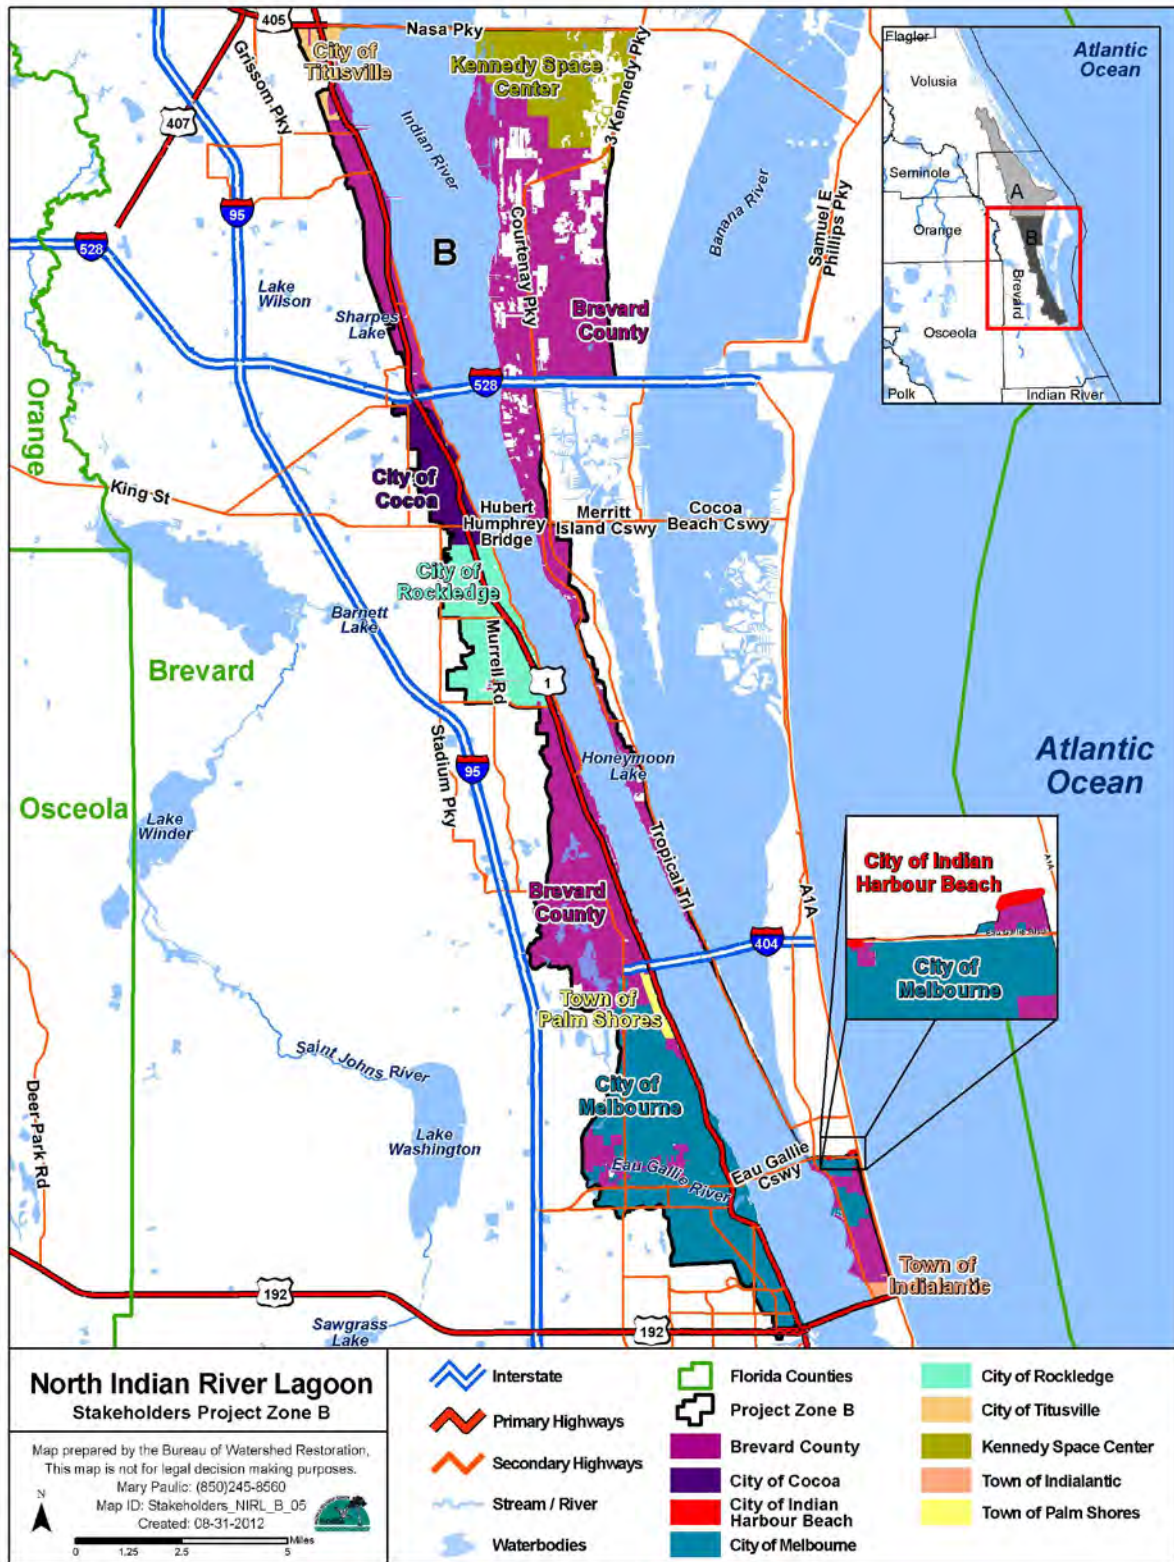 405
Nasa Pky
City of
Titusville
Grissom Pky
407
Kennedy Space
Center
3 Kennedy Pky
Indian River
95
528
B
Courtenay Pky
Banana River
Samuel E
Phillips Pky
Lake
Wilson
Sharpes
Lake
Brevard
County
528
Orange
King St
City of
Cocoa
Hubert
Humphrey
Bridge
Merritt
Island Cswy
Cocoa
Beach Cswy
City of
Rockledge
Barnett
Lake
Murrell Rd
Brevard
1
Stadium Pky
95
Honeymoon
Lake
Atlantic
Ocean
Osceola
Lake
Winder
Tropical Trl
A1A
Brevard
County
404
Town of
Palm Shores
Saint Johns River
City of
Melbourne
Deer Park Rd
Lake
Washington
Eau Gallie River
Eau Gallie
Cswy
Town of
Indialantic
192
Sawgrass
Lake
192
Flagler
Atlantic
Ocean
Volusia
Seminole
A
Orange
B
Brevard
Osceola
Polk
Indian River
City of Indian
Harbour Beach
A1A
City of
Melbourne
North Indian River Lagoon
Stakeholders Project Zone B
Map prepared by the Bureau of Watershed Restoration,
This map is not for legal decision making purposes.
Mary Paulic: (850)245-8560
Map ID: Stakeholders_NIRL_B_05
Created: 08-31-2012
N
Miles
0 1.25 2.5 5
Interstate
Primary Highways
Secondary Highways
Stream / River
Waterbodies
Florida Counties
Project Zone B
Brevard County
City of Cocoa
City of Indian
Harbour Beach
City of Melbourne
City of Rockledge
City of Titusville
Kennedy Space Center
Town of Indialantic
Town of Palm Shores